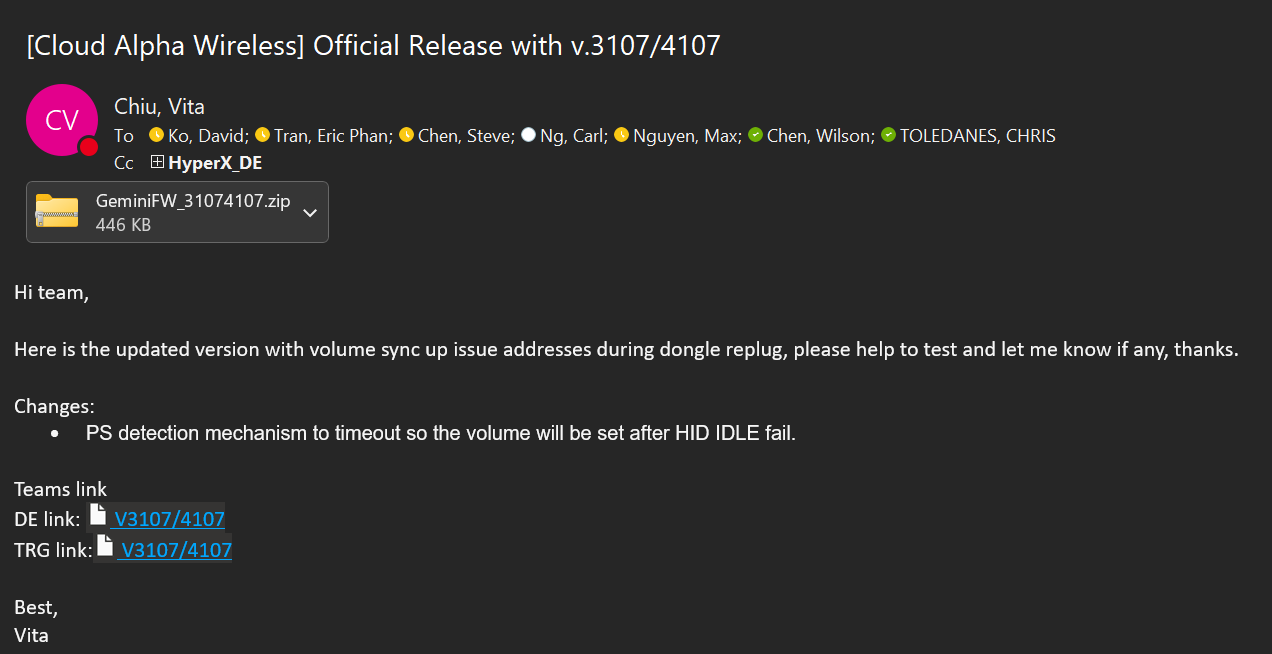 [Cloud Alpha Wireless] Official Release with v.3107/4107
CV
Chiu, Vita
To Ko, David; Tran, Eric Phan; Chen, Steve; Ng, Carl; Nguyen, Max; Chen, Wilson; TOLEDANES, CHRIS
Cc HyperX_DE
GeminiFW_31074107.zip
446 KB
Hi team,
Here is the updated version with volume sync up issue addresses during dongle replug, please help to test and let me know if any, thanks.
Changes:
• PS detection mechanism to timeout so the volume will be set after HID IDLE fail.
Teams link
DE link: V3107/4107
TRG link: V3107/4107
Best,
Vita